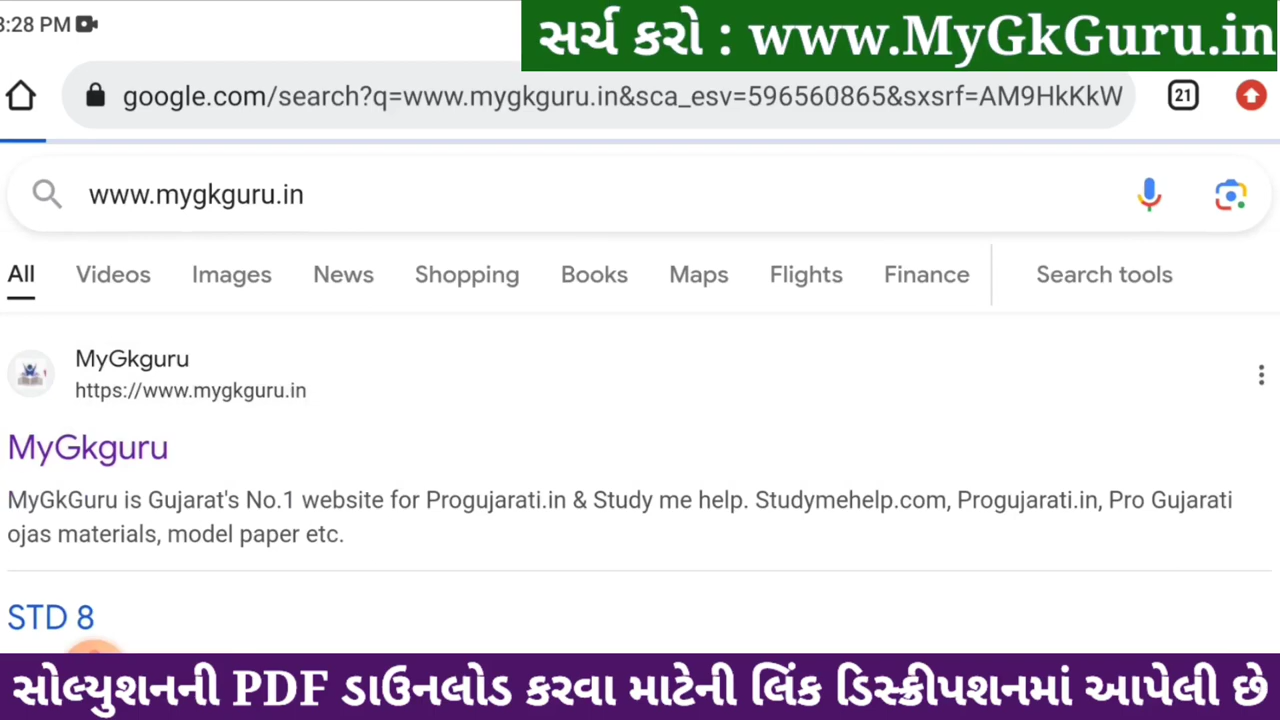 3:28 PM
સર્ચ કરો : www.MyGkGuru.in
google.com/search?q=www.mygkguru.in&sca_esv=596560865&sxsrf=AM9HkKkW
21
www.mygkguru.in
All Videos Images News Shopping Books Maps Flights Finance Search tools
MyGkguru
https://www.mygkguru.in
MyGkguru
MyGkGuru is Gujarat's No.1 website for Progujarati.in & Study me help. Studymehelp.com, Progujarati.in, Pro Gujarati
ojas materials, model paper etc.
STD 8
સોલ્યુશનની PDF ડાઉનલોડ કરવા માટેની લિંક ડિસ્ક્રીપશનમાં આપેલી છે